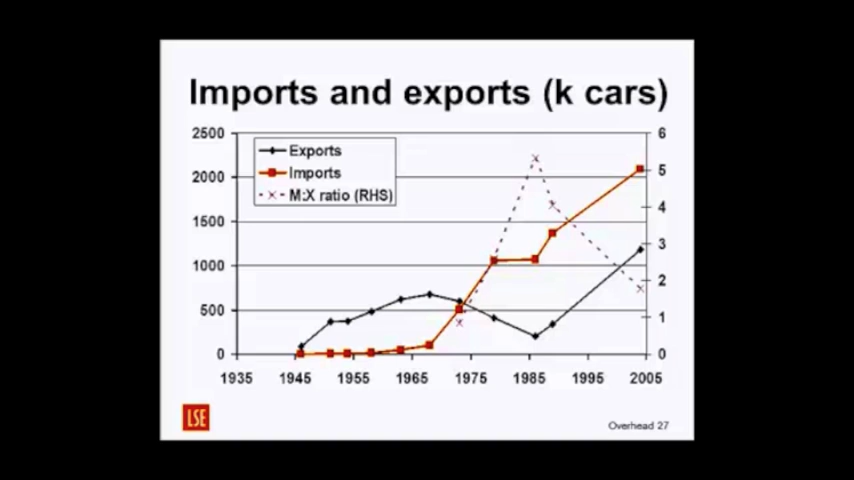 Imports and exports (k cars)
2500
2000
1500
1000
500
0
Exports
Imports
M:X ratio (RHS)
6
5
4
3
2
1
0
1935 1945 1955 1965 1975 1985 1995 2005
LSE
Overhead 27